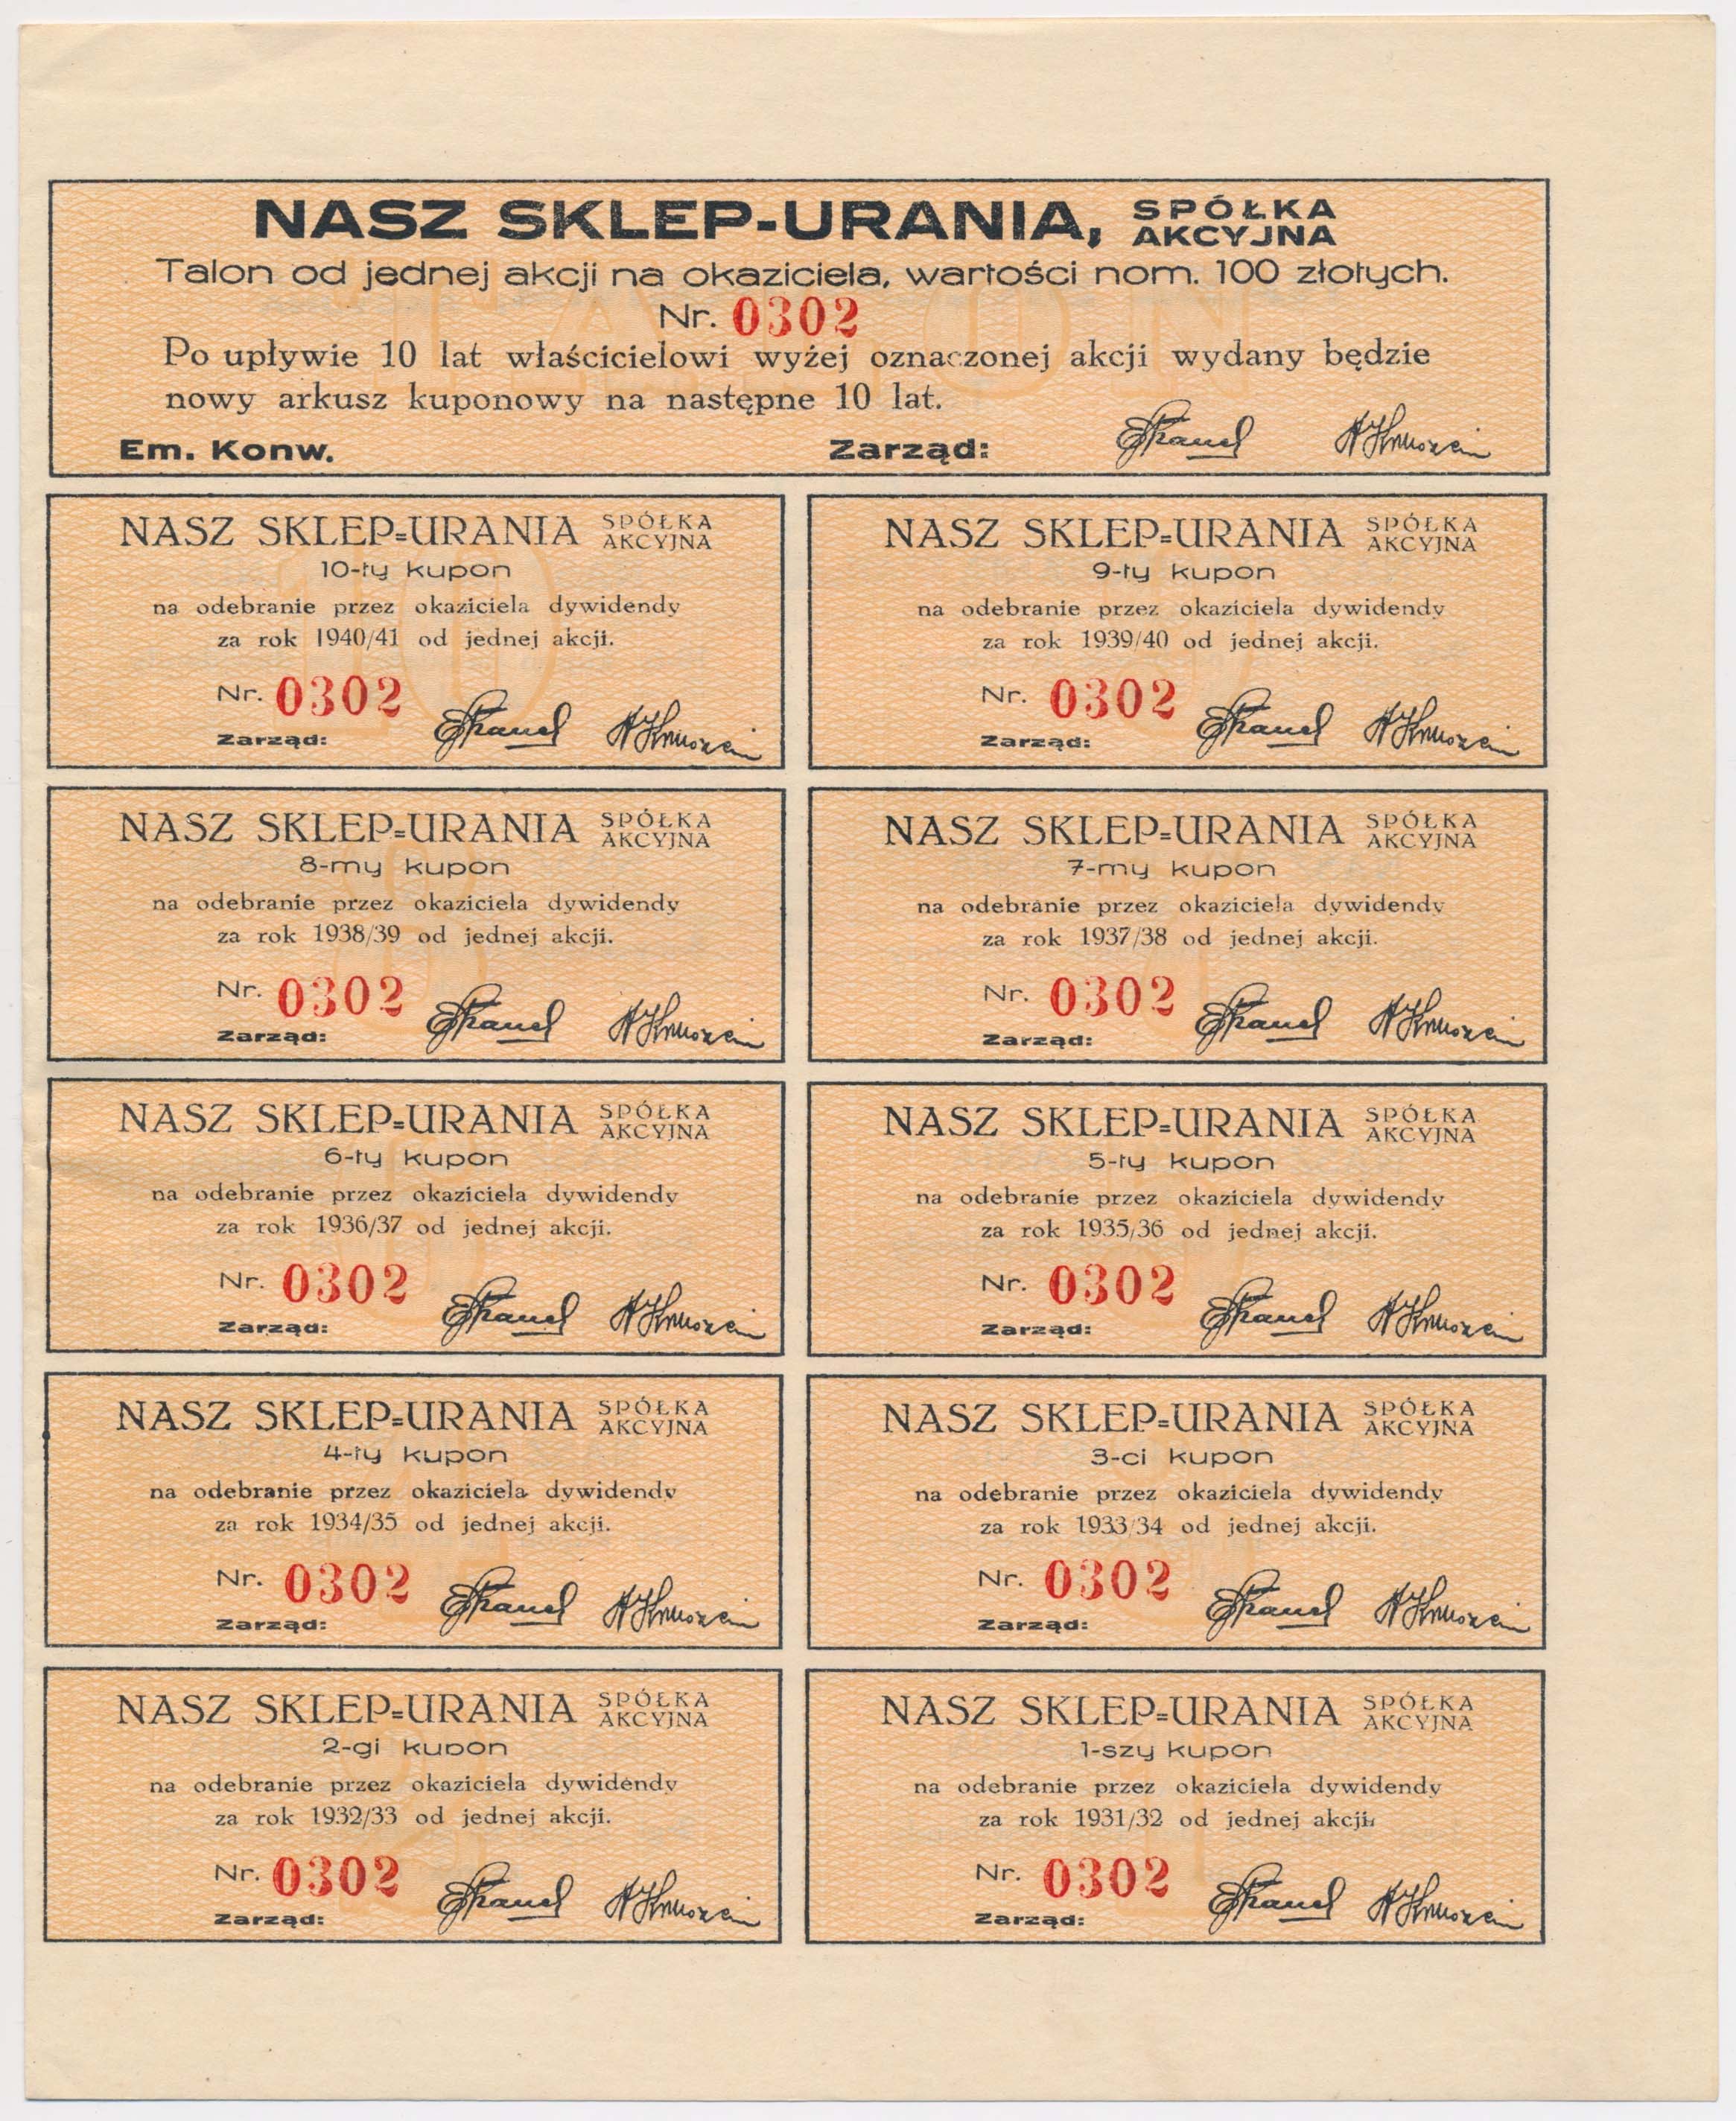 NASZ SKLEP-URANIA, SPÓŁKA AKCYJNA
Talon od jednej akcji na okaziciela, wartości nom. 100 złotych.
Nr. 0302
Po upływie 10 lat właścicielowi wyżej oznaczonej akcji wydany będzie
nowy arkusz kuponowy na następne 10 lat.
Em. Konw. Zarząd:
NASZ SKLEP=URANIA SPÓŁKA AKCYJNA
10-ty kupon
na odebranie przez okaziciela dywidendy
za rok 1940/41 od jednej akcji.
Nr. 0302
Zarząd:
NASZ SKLEP=URANIA SPÓŁKA AKCYJNA
9-ty kupon
na odebranie przez okaziciela dywidendy
za rok 1939/40 od jednej akcji.
Nr. 0302
Zarząd:
NASZ SKLEP=URANIA SPÓŁKA AKCYJNA
8-my kupon
na odebranie przez okaziciela dywidendy
za rok 1938/39 od jednej akcji.
Nr. 0302
Zarząd:
NASZ SKLEP=URANIA SPÓŁKA AKCYJNA
7-my kupon
na odebranie przez okaziciela dywidendy
za rok 1937/38 od jednej akcji.
Nr. 0302
Zarząd:
NASZ SKLEP=URANIA SPÓŁKA AKCYJNA
6-ty kupon
na odebranie przez okaziciela dywidendy
za rok 1936/37 od jednej akcji.
Nr. 0302
Zarząd:
NASZ SKLEP=URANIA SPÓŁKA AKCYJNA
5-ty kupon
na odebranie przez okaziciela dywidendy
za rok 1935/36 od jednej akcji.
Nr. 0302
Zarząd:
NASZ SKLEP=URANIA SPÓŁKA AKCYJNA
4-ty kupon
na odebranie przez okaziciela dywidendy
za rok 1934/35 od jednej akcji.
Nr. 0302
Zarząd:
NASZ SKLEP=URANIA SPÓŁKA AKCYJNA
3-ci kupon
na odebranie przez okaziciela dywidendy
za rok 1933/34 od jednej akcji.
Nr. 0302
Zarząd:
NASZ SKLEP=URANIA SPÓŁKA AKCYJNA
2-gi kupon
na odebranie przez okaziciela dywidendy
za rok 1932/33 od jednej akcji.
Nr. 0302
Zarząd:
NASZ SKLEP=URANIA SPÓŁKA AKCYJNA
1-szy kupon
na odebranie przez okaziciela dywidendy
za rok 1931/32 od jednej akcji.
Nr. 0302
Zarząd: